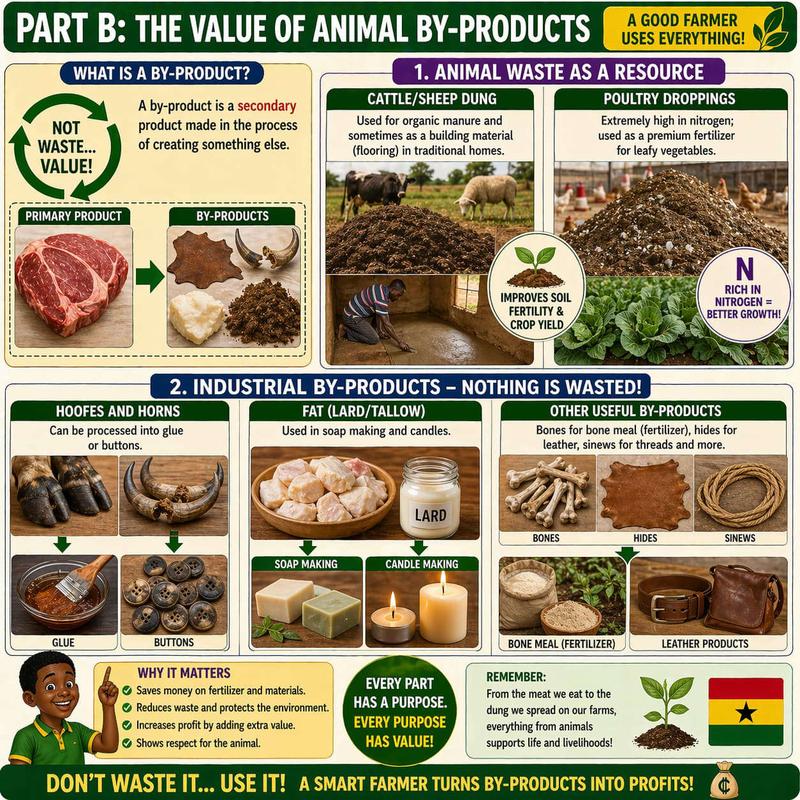 PART B: THE VALUE OF ANIMAL BY-PRODUCTS
A GOOD FARMER
USES EVERYTHING!
WHAT IS A BY-PRODUCT?
NOT
WASTE...
VALUE!
A by-product is a secondary
product made in the process
of creating something else.
PRIMARY PRODUCT
BY-PRODUCTS
1. ANIMAL WASTE AS A RESOURCE
CATTLE/SHEEP DUNG
Used for organic manure and
sometimes as a building material
(flooring) in traditional homes.
POULTRY DROPPINGS
Extremely high in nitrogen;
used as a premium fertilizer
for leafy vegetables.
IMPROVES SOIL
FERTILITY &
CROP YIELD
N
RICH IN
NITROGEN =
BETTER GROWTH!
2. INDUSTRIAL BY-PRODUCTS – NOTHING IS WASTED!
HOOFES AND HORNS
Can be processed into glue
or buttons.
GLUE
BUTTONS
FAT (LARD/TALLOW)
Used in soap making and candles.
LARD
SOAP MAKING
CANDLE MAKING
OTHER USEFUL BY-PRODUCTS
Bones for bone meal (fertilizer), hides for
leather, sinews for threads and more.
BONES
HIDES
SINEWS
BONE MEAL (FERTILIZER)
LEATHER PRODUCTS
WHY IT MATTERS
Saves money on fertilizer and materials.
Reduces waste and protects the environment.
Increases profit by adding extra value.
Shows respect for the animal.
EVERY PART
HAS A PURPOSE.
EVERY PURPOSE
HAS VALUE!
REMEMBER:
From the meat we eat to the
dung we spread on our farms,
everything from animals
supports life and livelihoods!
DON'T WASTE IT... USE IT! A SMART FARMER TURNS BY-PRODUCTS INTO PROFITS!
₵